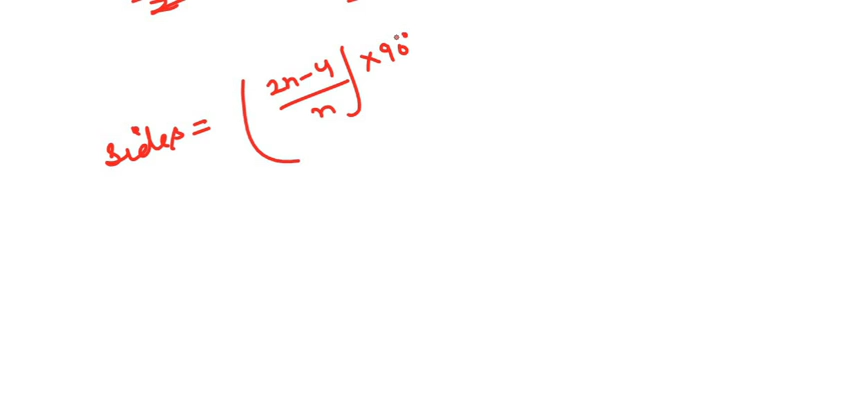 sides = (2n-4/n) × 90°